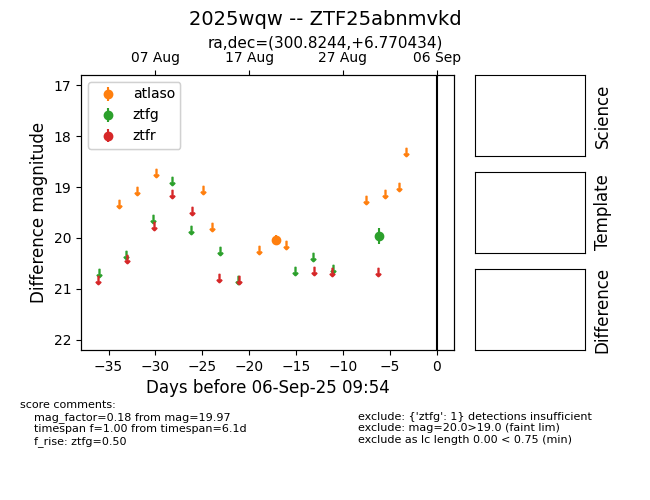 2025wqw -- ZTF25abnmvkd
ra,dec=(300.8244,+6.770434)
07 Aug 17 Aug 27 Aug 06 Sep
17
18
19
20
21
22
Difference magnitude
atlaso
ztfg
ztfr
−35 −30 −25 −20 −15 −10 −5 0
Days before 06-Sep-25 09:54
Science
Template
Difference
score comments:
mag_factor=0.18 from mag=19.97
timespan f=1.00 from timespan=6.1d
f_rise: ztfg=0.50
exclude: {'ztfg': 1} detections insufficient
exclude: mag=20.0>19.0 (faint lim)
exclude as lc length 0.00 < 0.75 (min)